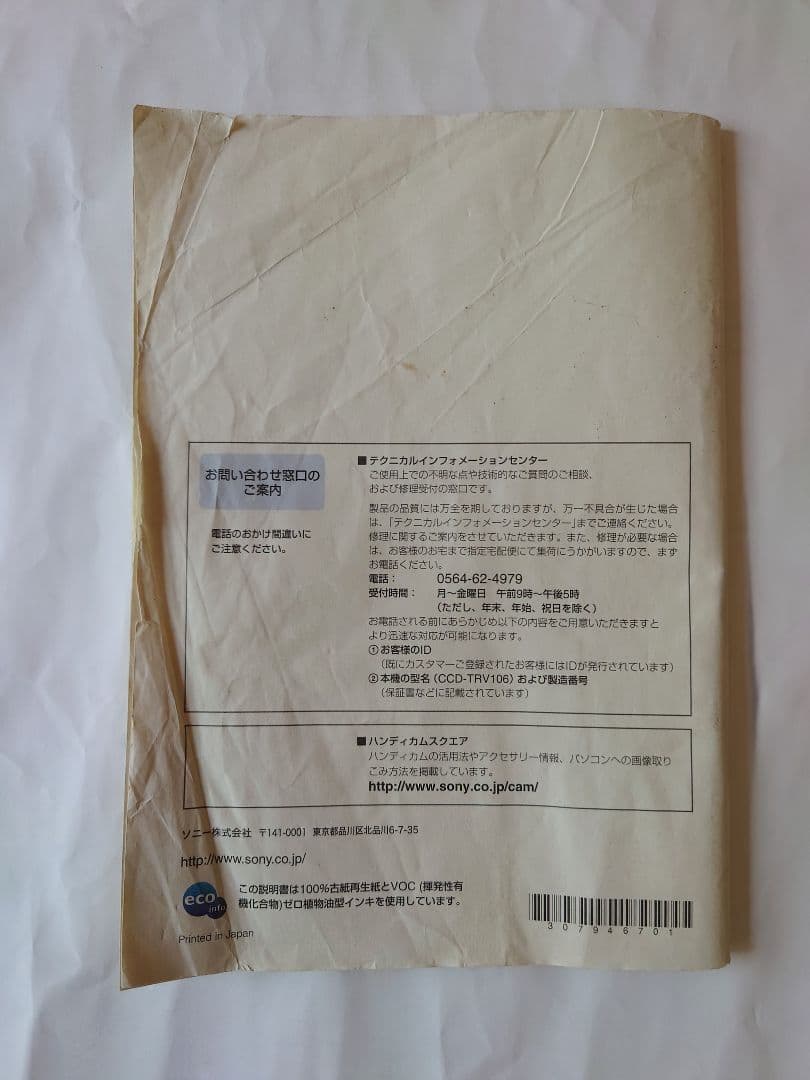 お問い合わせ窓口の
ご案内
電話のおかけ間違いに
ご注意ください。
■テクニカルインフォメーションセンター
ご使用上での不明な点や技術的なご質問のご相談、
および修理受付の窓口です。
製品の品質には万全を期しておりますが、万一不具合が生じた場合
は、「テクニカルインフォメーションセンター」までご連絡ください。
修理に関するご案内をさせていただきます。また、修理が必要な場合
は、お客様のお宅まで指定宅配便にて集荷にうかがいますので、まず
お電話ください。
電話： 0564-62-4979
受付時間： 月〜金曜日 午前9時〜午後5時
（ただし、年末、年始、祝日を除く）
お電話される前にあらかじめ以下の内容をご用意いただきますと
より迅速な対応が可能になります。
①お客様のID
（既にカスタマーご登録されたお客様にはIDが発行されています）
②本機の型名（CCD-TRV106）および製造番号
（保証書などに記載されています）
■ハンディカムスクエア
ハンディカムの活用法やアクセサリー情報、パソコンへの画像取り
こみ方法を掲載しています。
http://www.sony.co.jp/cam/
ソニー株式会社 〒141-0001 東京都品川区北品川6-7-35
http://www.sony.co.jp/
eco
info
この説明書は100%古紙再生紙とVOC (揮発性有
機化合物)ゼロ植物油型インキを使用しています。
Printed in Japan
307946701